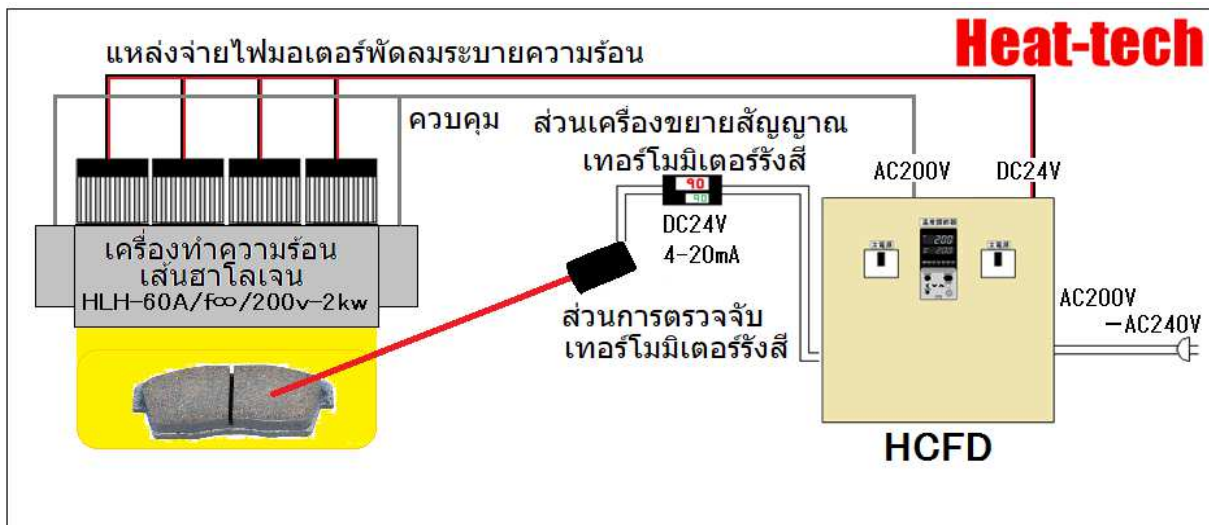 Heat-tech
แหล่งจ่ายไฟมอเตอร์พัดลมระบายความร้อน
ควบคุม
ส่วนเครื่องขยายสัญญาณ
เทอร์โมมิเตอร์รังสี
AC200V
DC24V
90
90
DC24V
4-20mA
เครื่องทำความร้อน
เส้นฮาโลเจน
HLH-60A/f∞/200v-2kw
ส่วนการตรวจจับ
เทอร์โมมิเตอร์รังสี
200
200
AC200V
-AC240V
HCFD